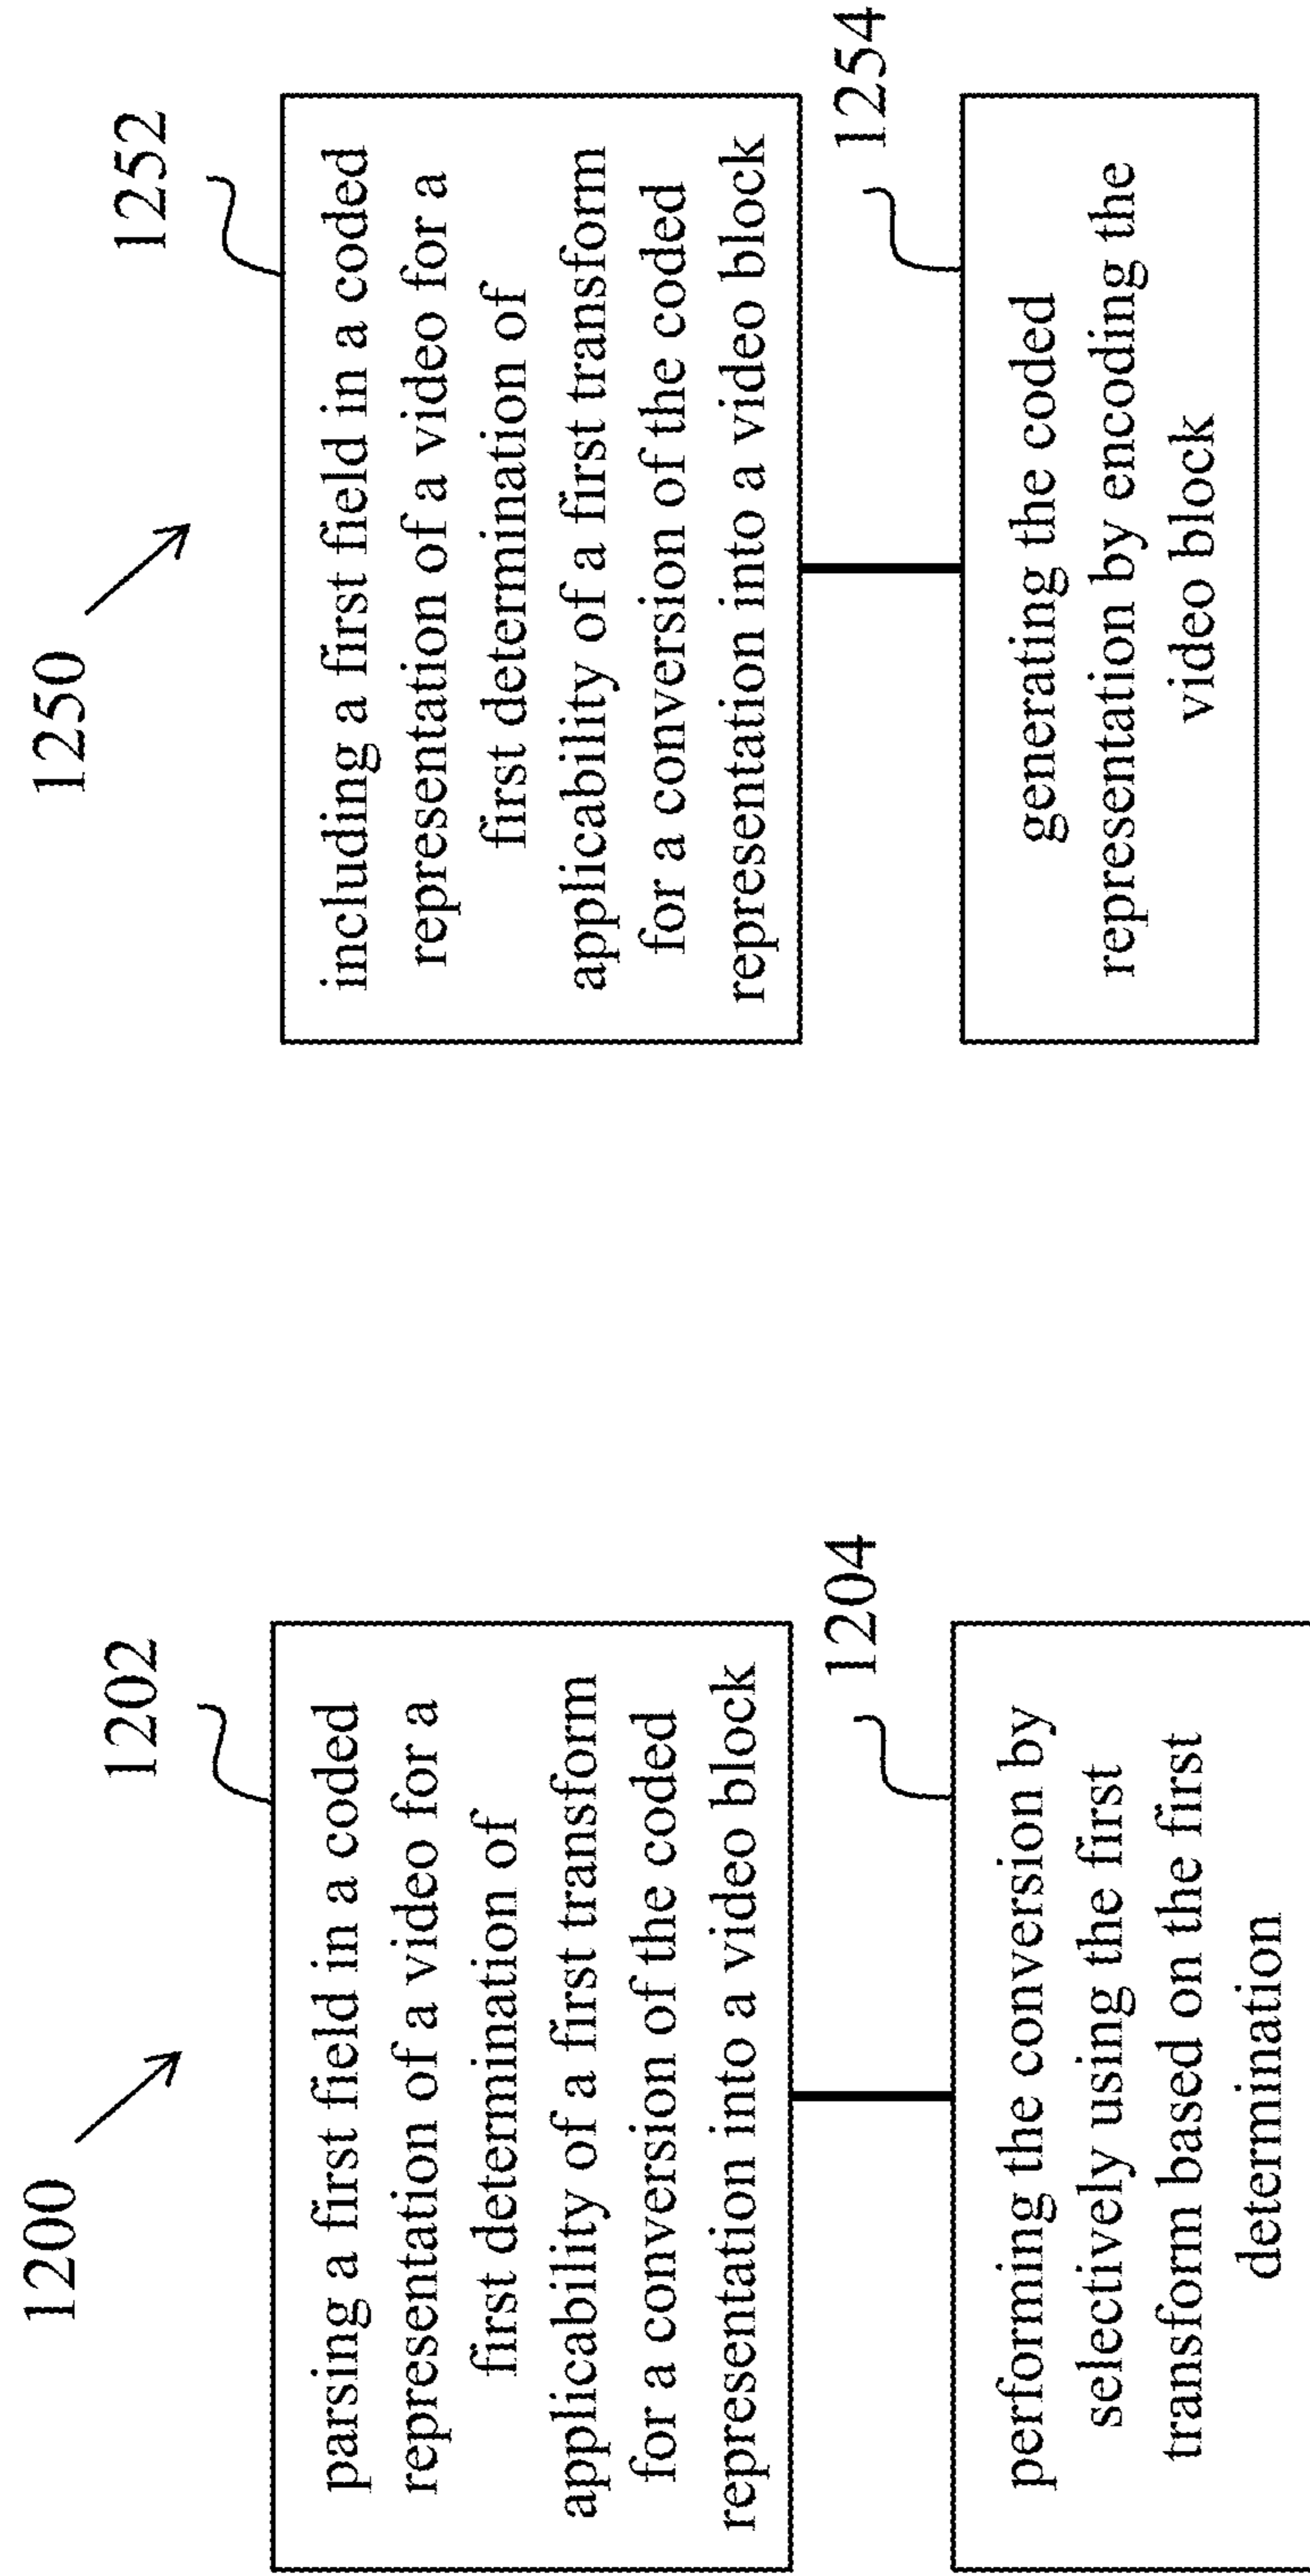 1200
1202
parsing a first field in a coded
representation of a video for a
first determination of
applicability of a first transform
for a conversion of the coded
representation into a video block
1204
performing the conversion by
selectively using the first
transform based on the first
determination
1250
1252
including a first field in a coded
representation of a video for a
first determination of
applicability of a first transform
for a conversion of the coded
representation into a video block
1254
generating the coded
representation by encoding the
video block